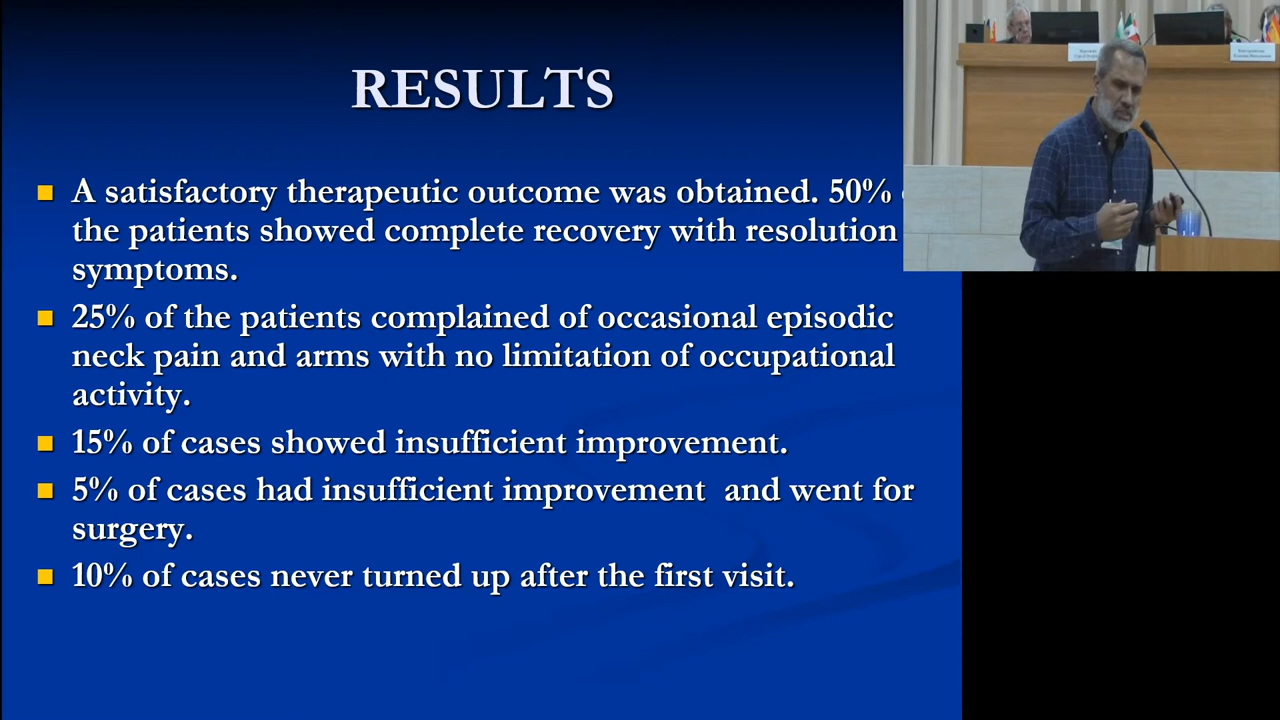 RESULTS
A satisfactory therapeutic outcome was obtained. 50%
the patients showed complete recovery with resolution
symptoms.
25% of the patients complained of occasional episodic
neck pain and arms with no limitation of occupational
activity.
15% of cases showed insufficient improvement.
5% of cases had insufficient improvement  and went for
surgery.
10% of cases never turned up after the first visit.